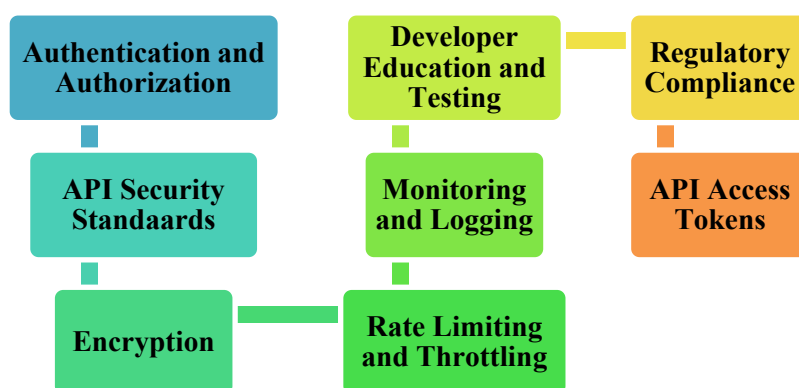 Authentication and
Authorization
API Security
Standaards
Encryption
Rate Limiting
and Throttling
Monitoring
and Logging
Developer
Education and
Testing
Regulatory
Compliance
API Access
Tokens